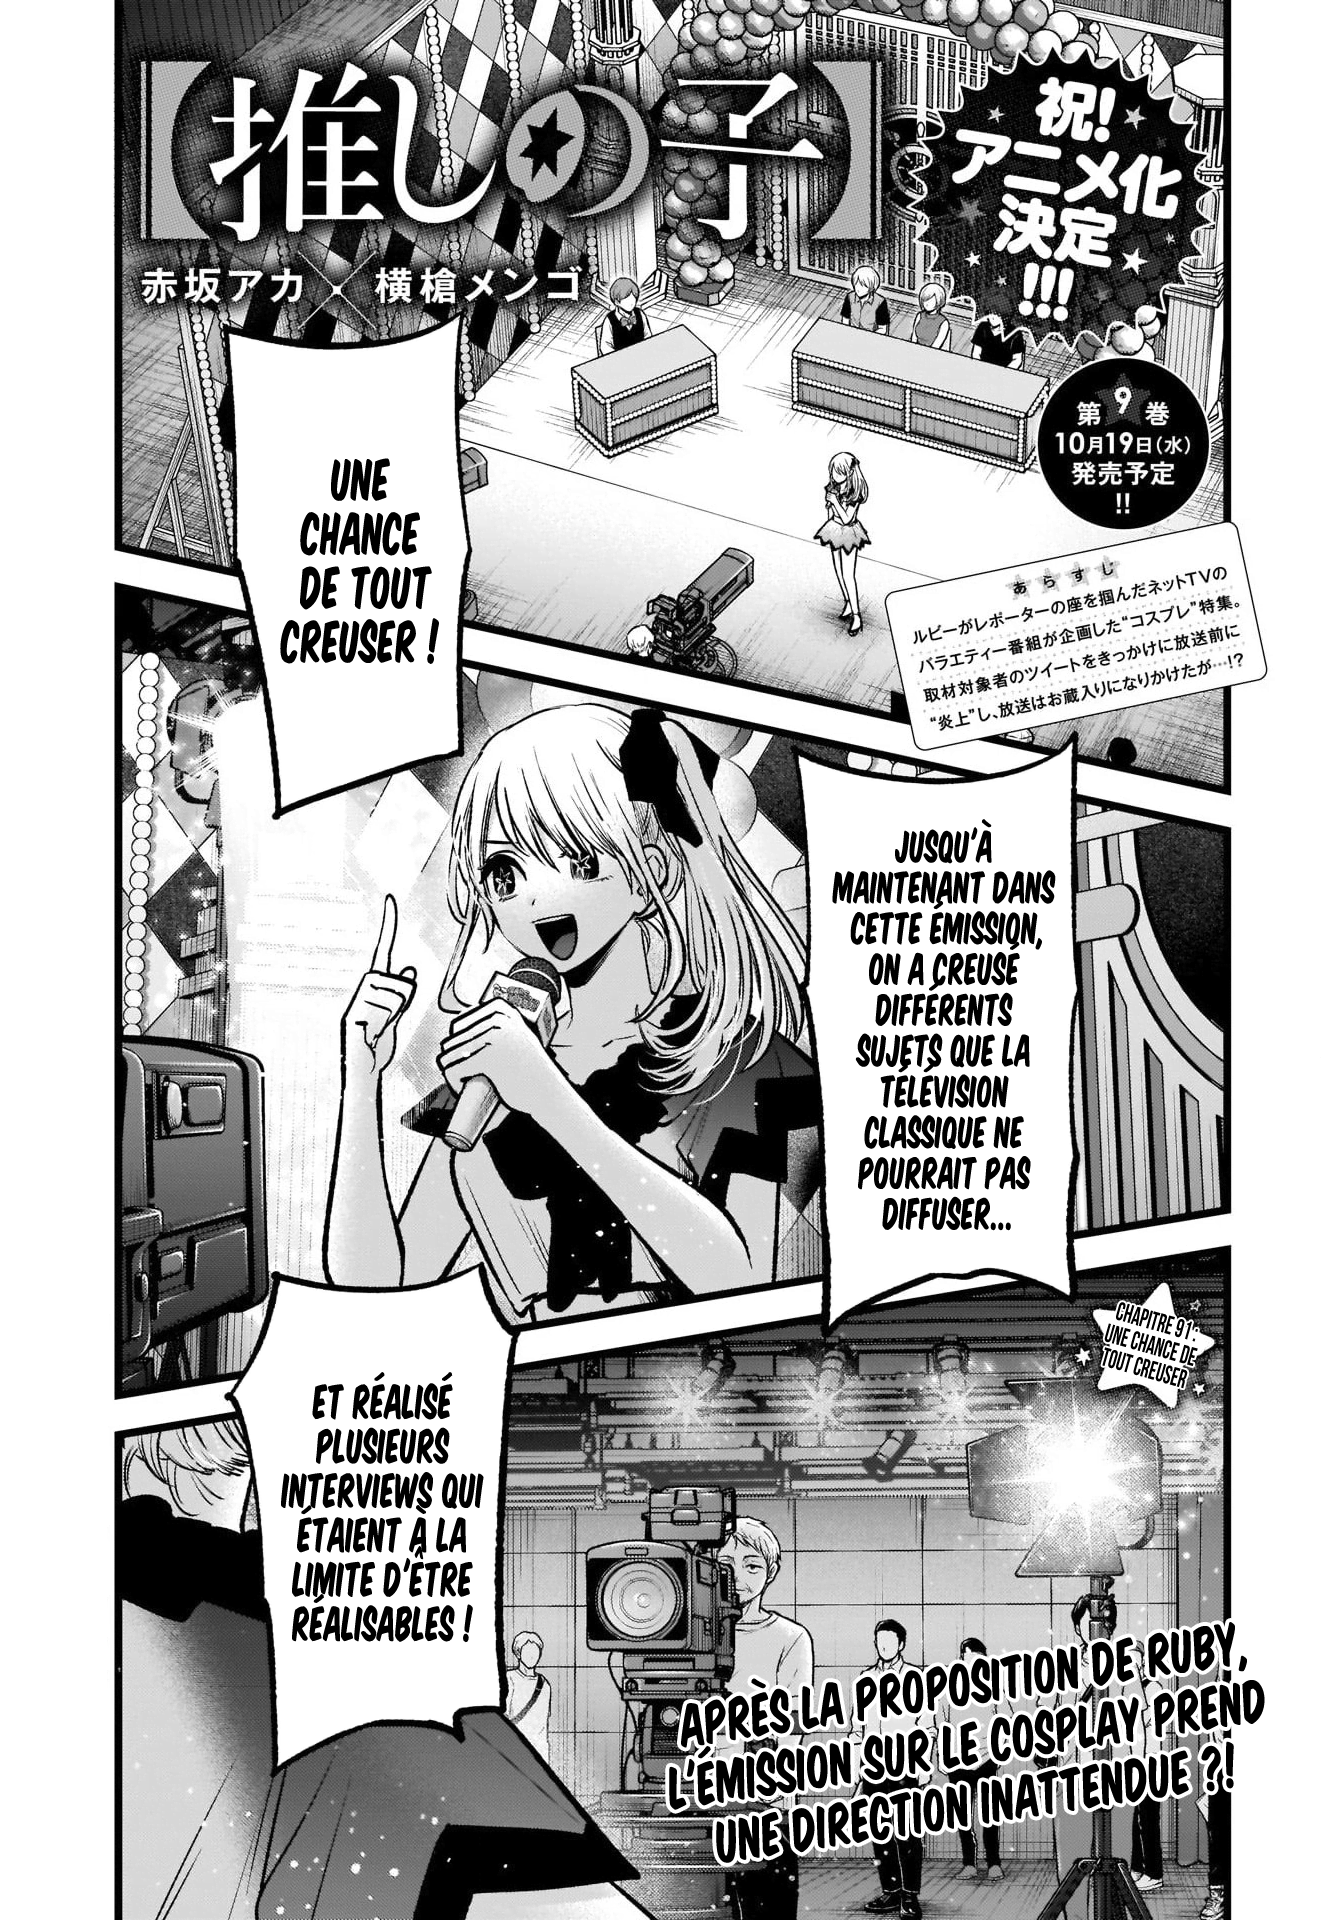 【推しの子】
赤坂アカ×横槍メンゴ
祝!
アニメ化
決定
!!!
第9巻
10月19日(水)
発売予定
!!
あらすじ
ルビーがレポーターの座を掴んだネットTVの
バラエティー番組が企画した“コスプレ”特集。
取材対象者のツイートをきっかけに放送前に
“炎上”し、放送はお蔵入りになりかけたが…!?
UNE
CHANCE
DE TOUT
CREUSER !
JUSQU'À
MAINTENANT DANS
CETTE ÉMISSION,
ON A CREUSÉ
DIFFÉRENTS
SUJETS QUE LA
TÉLÉVISION
CLASSIQUE NE
POURRAIT PAS
DIFFUSER...
CHAPITRE 91 :
UNE CHANCE DE
TOUT CREUSER
ET RÉALISÉ
PLUSIEURS
INTERVIEWS QUI
ÉTAIENT À LA
LIMITE D'ÊTRE
RÉALISABLES !
APRÈS LA PROPOSITION DE RUBY,
L'ÉMISSION SUR LE COSPLAY PREND
UNE DIRECTION INATTENDUE ?!